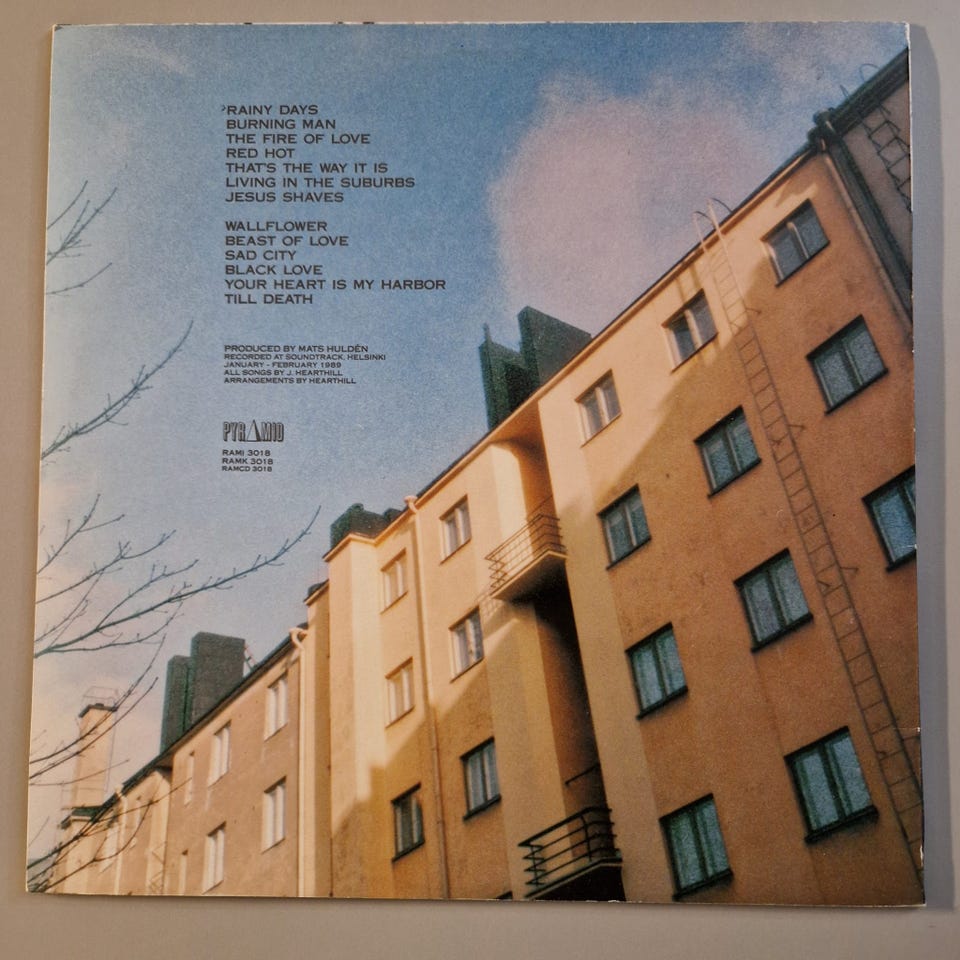 RAINY DAYS
BURNING MAN
THE FIRE OF LOVE
RED HOT
THAT'S THE WAY IT IS
LIVING IN THE SUBURBS
JESUS SHAVES
WALLFLOWER
BEAST OF LOVE
SAD CITY
BLACK LOVE
YOUR HEART IS MY HARBOR
TILL DEATH
PRODUCED BY MATS HULDÉN
RECORDED AT SOUNDTRACK, HELSINKI
JANUARY - FEBRUARY 1989
ALL SONGS BY J. HEARTHILL
ARRANGEMENTS BY HEARTHILL
PYRAMID
RAMI 3018
RAMK 3018
RAMCD 3018